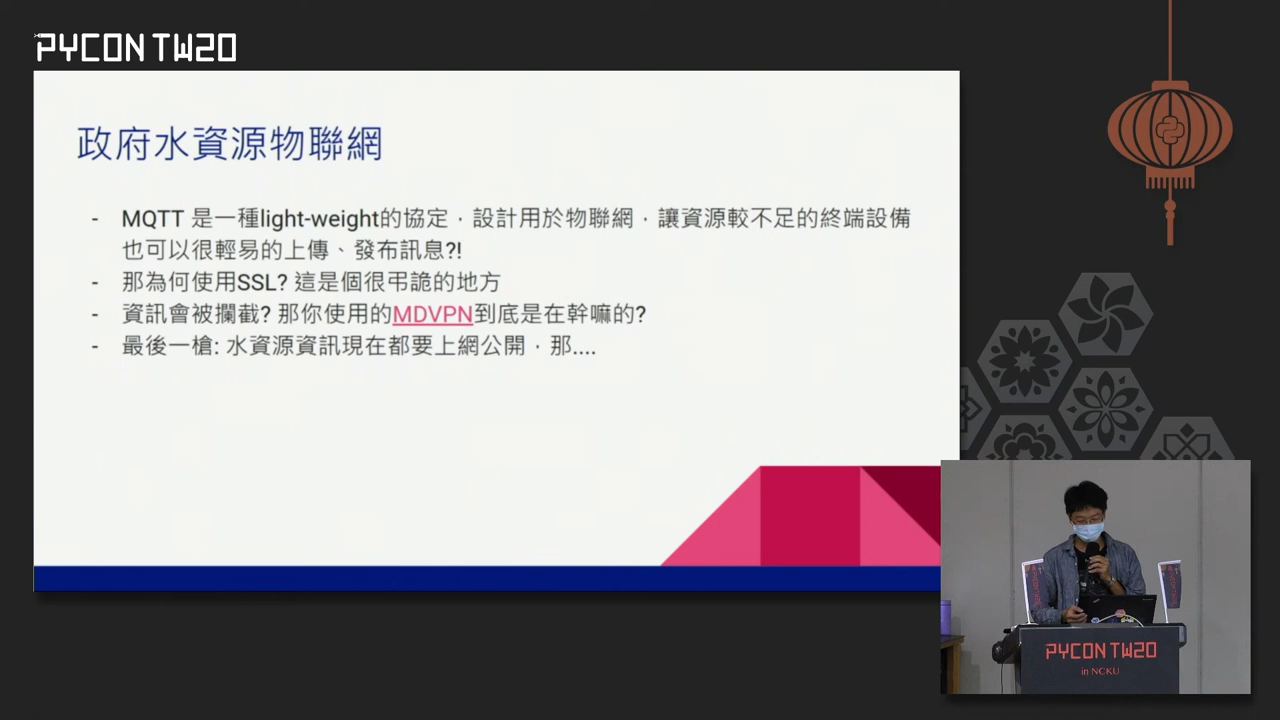 PYCON TW20
政府水資源物聯網
- MQTT 是一種light-weight的協定，設計用於物聯網，讓資源較不足的終端設備
也可以很輕易的上傳、發布訊息?!
- 那為何使用SSL? 這是個很弔詭的地方
- 資訊會被攔截? 那你使用的MDVPN到底是在幹嘛的?
- 最後一槍: 水資源資訊現在都要上網公開，那....
PYCON TW20
in NCKU